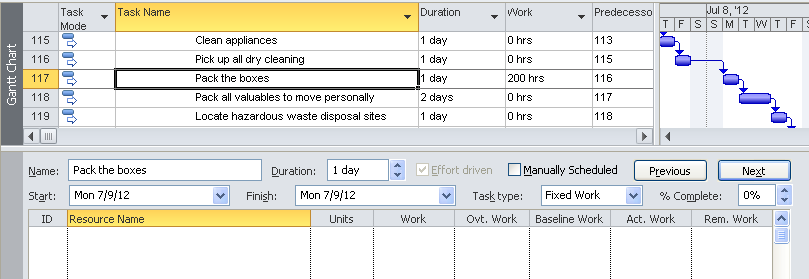 Gantt Chart
Task Mode Task Name Duration Work Predecesso Jul 8, '12
T F S S M T W T F S
115 Clean appliances 1 day 0 hrs 113
116 Pick up all dry cleaning 1 day 0 hrs 115
117 Pack the boxes 1 day 200 hrs 116
118 Pack all valuables to move personally 2 days 0 hrs 117
119 Locate hazardous waste disposal sites 1 day 0 hrs 118
Name: Pack the boxes Duration: 1 day Effort driven Manually Scheduled Previous Next
Start: Mon 7/9/12 Finish: Mon 7/9/12 Task type: Fixed Work % Complete: 0%
ID Resource Name Units Work Ovt. Work Baseline Work Act. Work Rem. Work